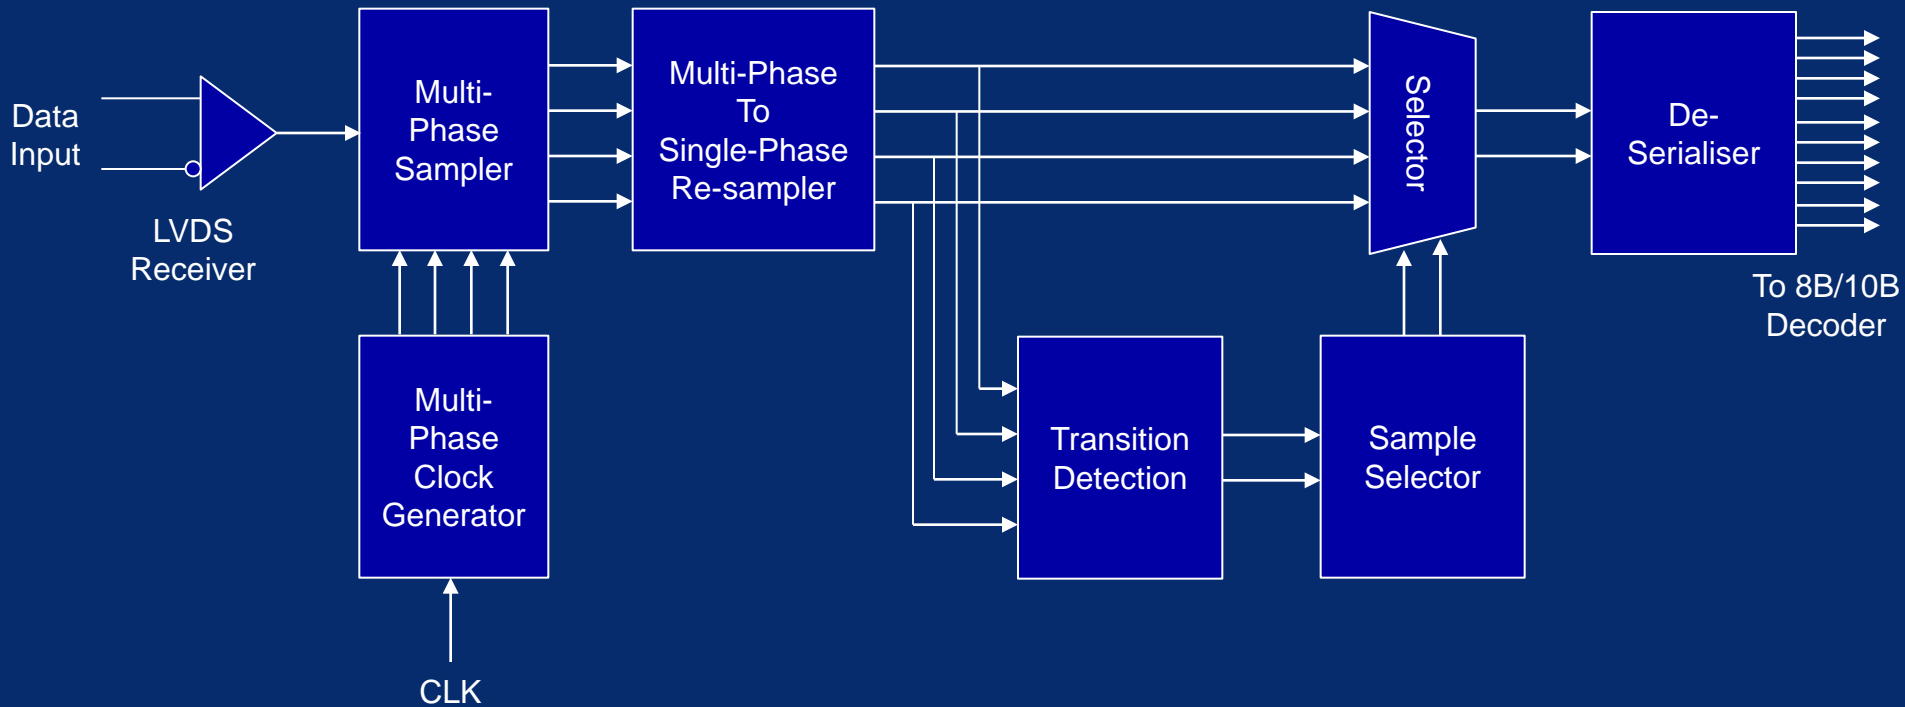 Data
Input
LVDS
Receiver
Multi-
Phase
Sampler
Multi-
Phase
Clock
Generator
CLK
Multi-Phase
To
Single-Phase
Re-sampler
Transition
Detection
Sample
Selector
Selector
De-
Serialiser
To 8B/10B
Decoder